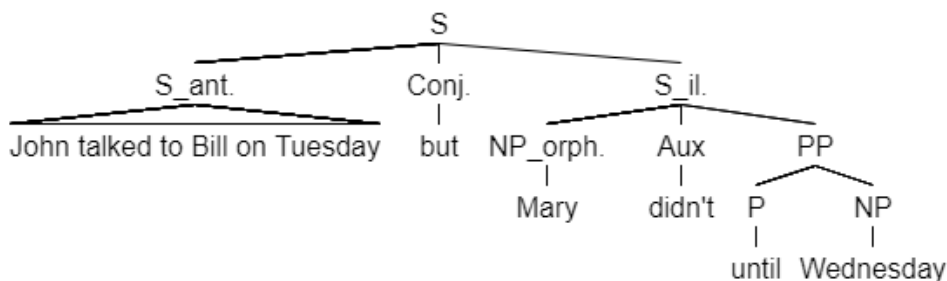 S
S_ant. Conj. S_il.
John talked to Bill on Tuesday but NP_orph. Aux PP
Mary didn't P NP
until Wednesday